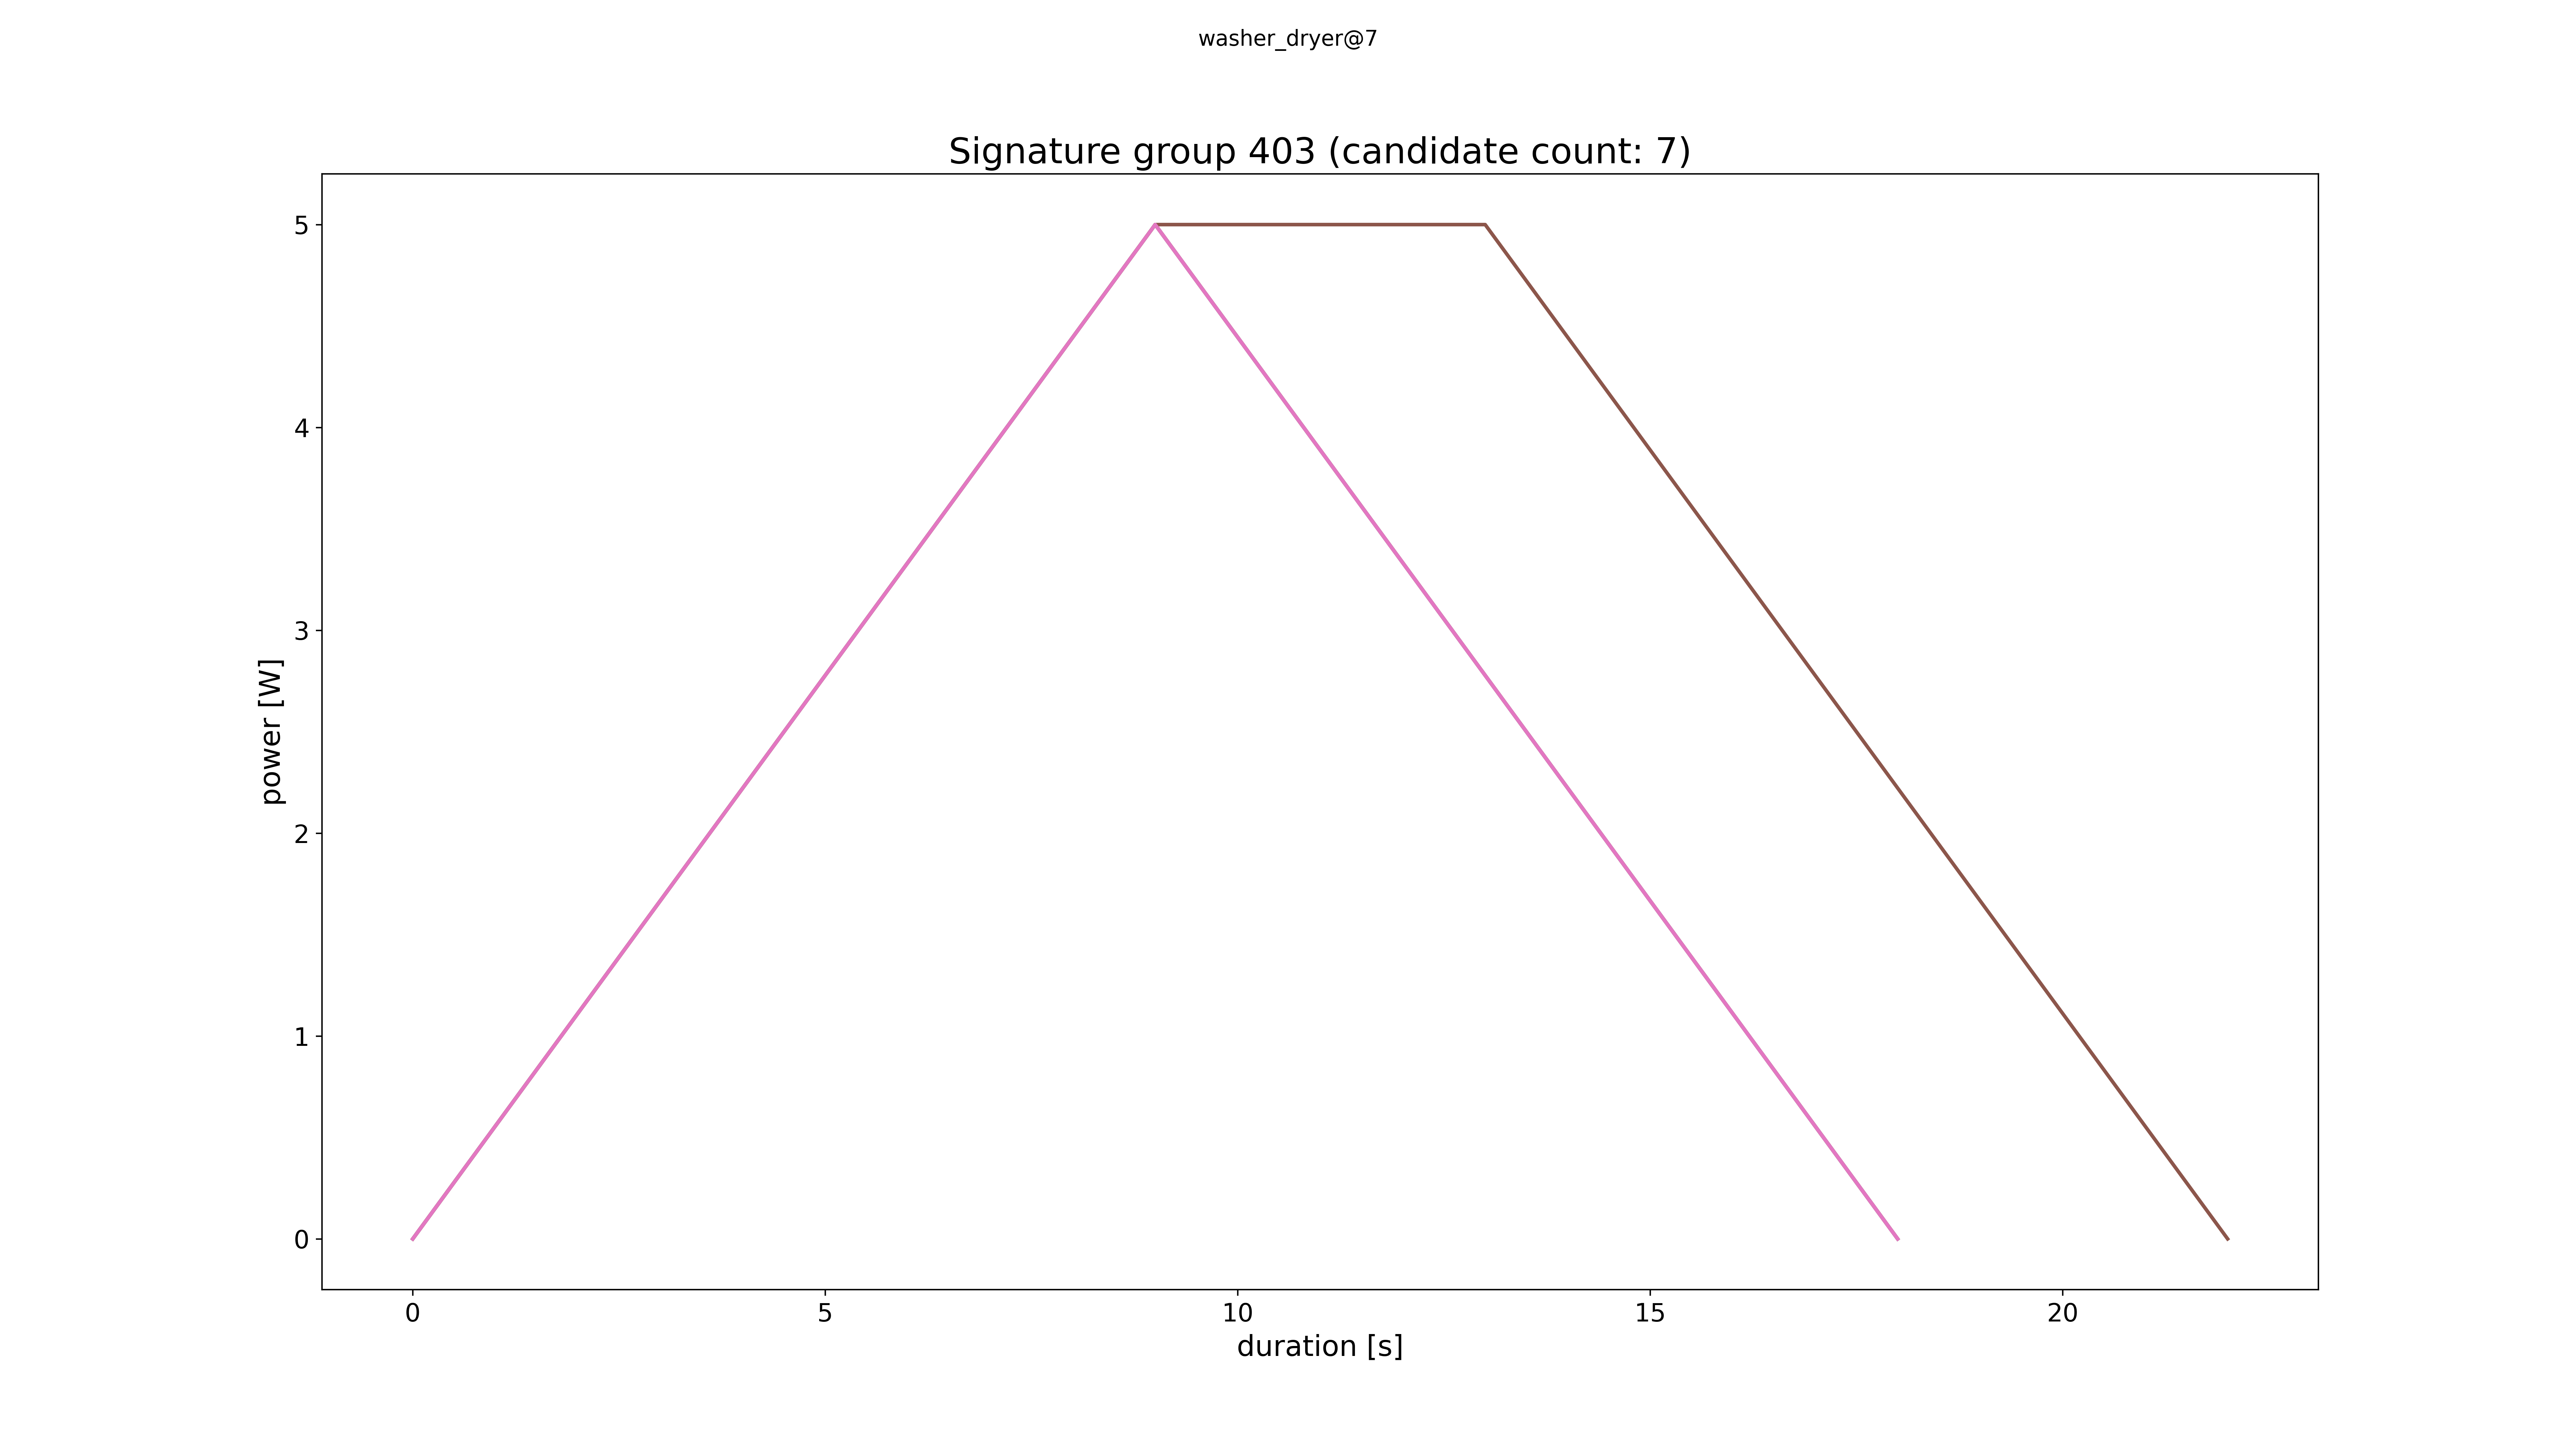 washer_dryer@7
Signature group 403 (candidate count: 7)
5
4
3
2
1
0
power [W]
0 5 10 15 20
duration [s]